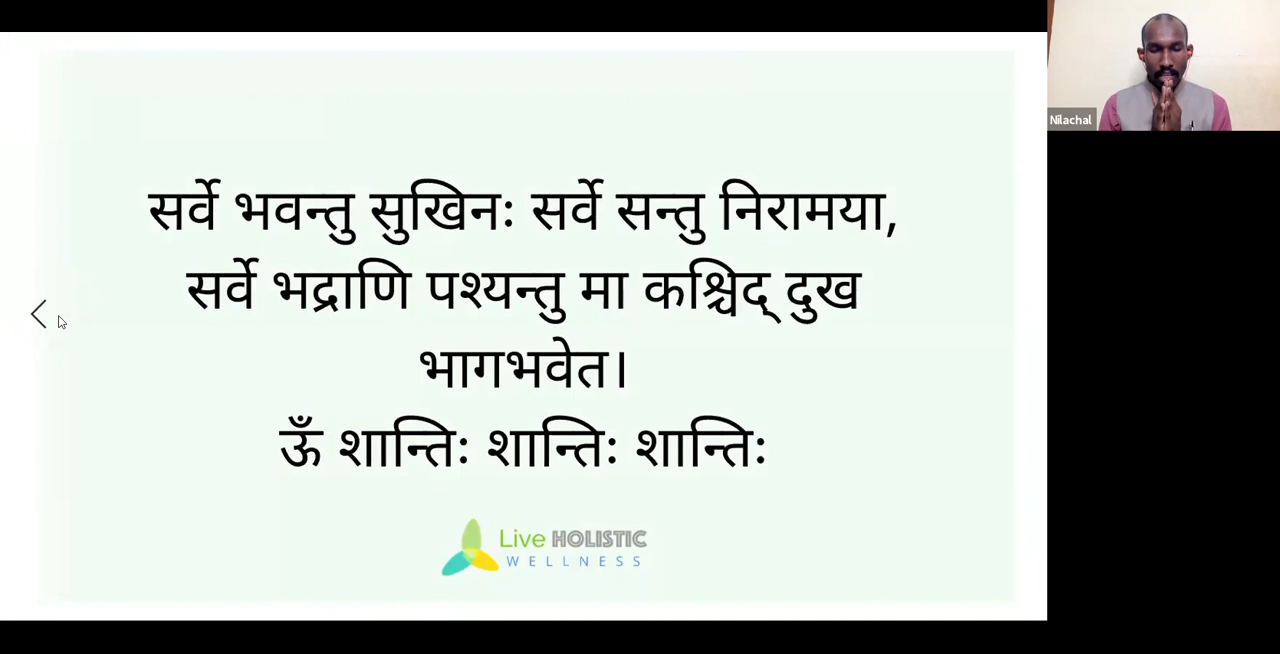 सर्वे भवन्तु सुखिनः सर्वे सन्तु निरामया,
सर्वे भद्राणि पश्यन्तु मा कश्चिद् दुख
भागभवेत।
ऊँ शान्तिः शान्तिः शान्तिः
Live HOLISTIC
WELLNESS
Nilachal